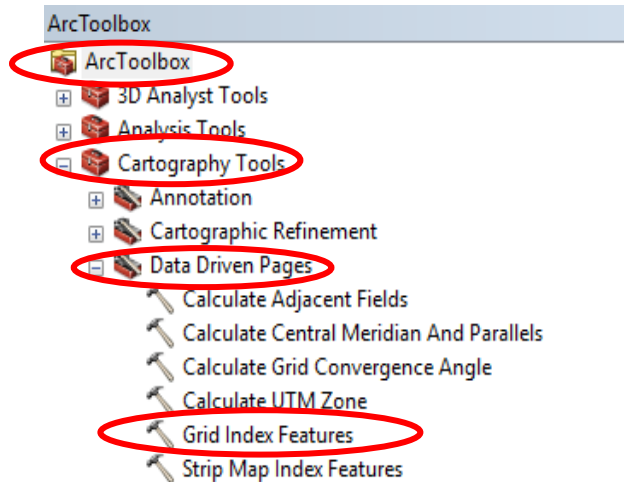 ArcToolbox
ArcToolbox
3D Analyst Tools
Analysis Tools
Cartography Tools
Annotation
Cartographic Refinement
Data Driven Pages
Calculate Adjacent Fields
Calculate Central Meridian And Parallels
Calculate Grid Convergence Angle
Calculate UTM Zone
Grid Index Features
Strip Map Index Features